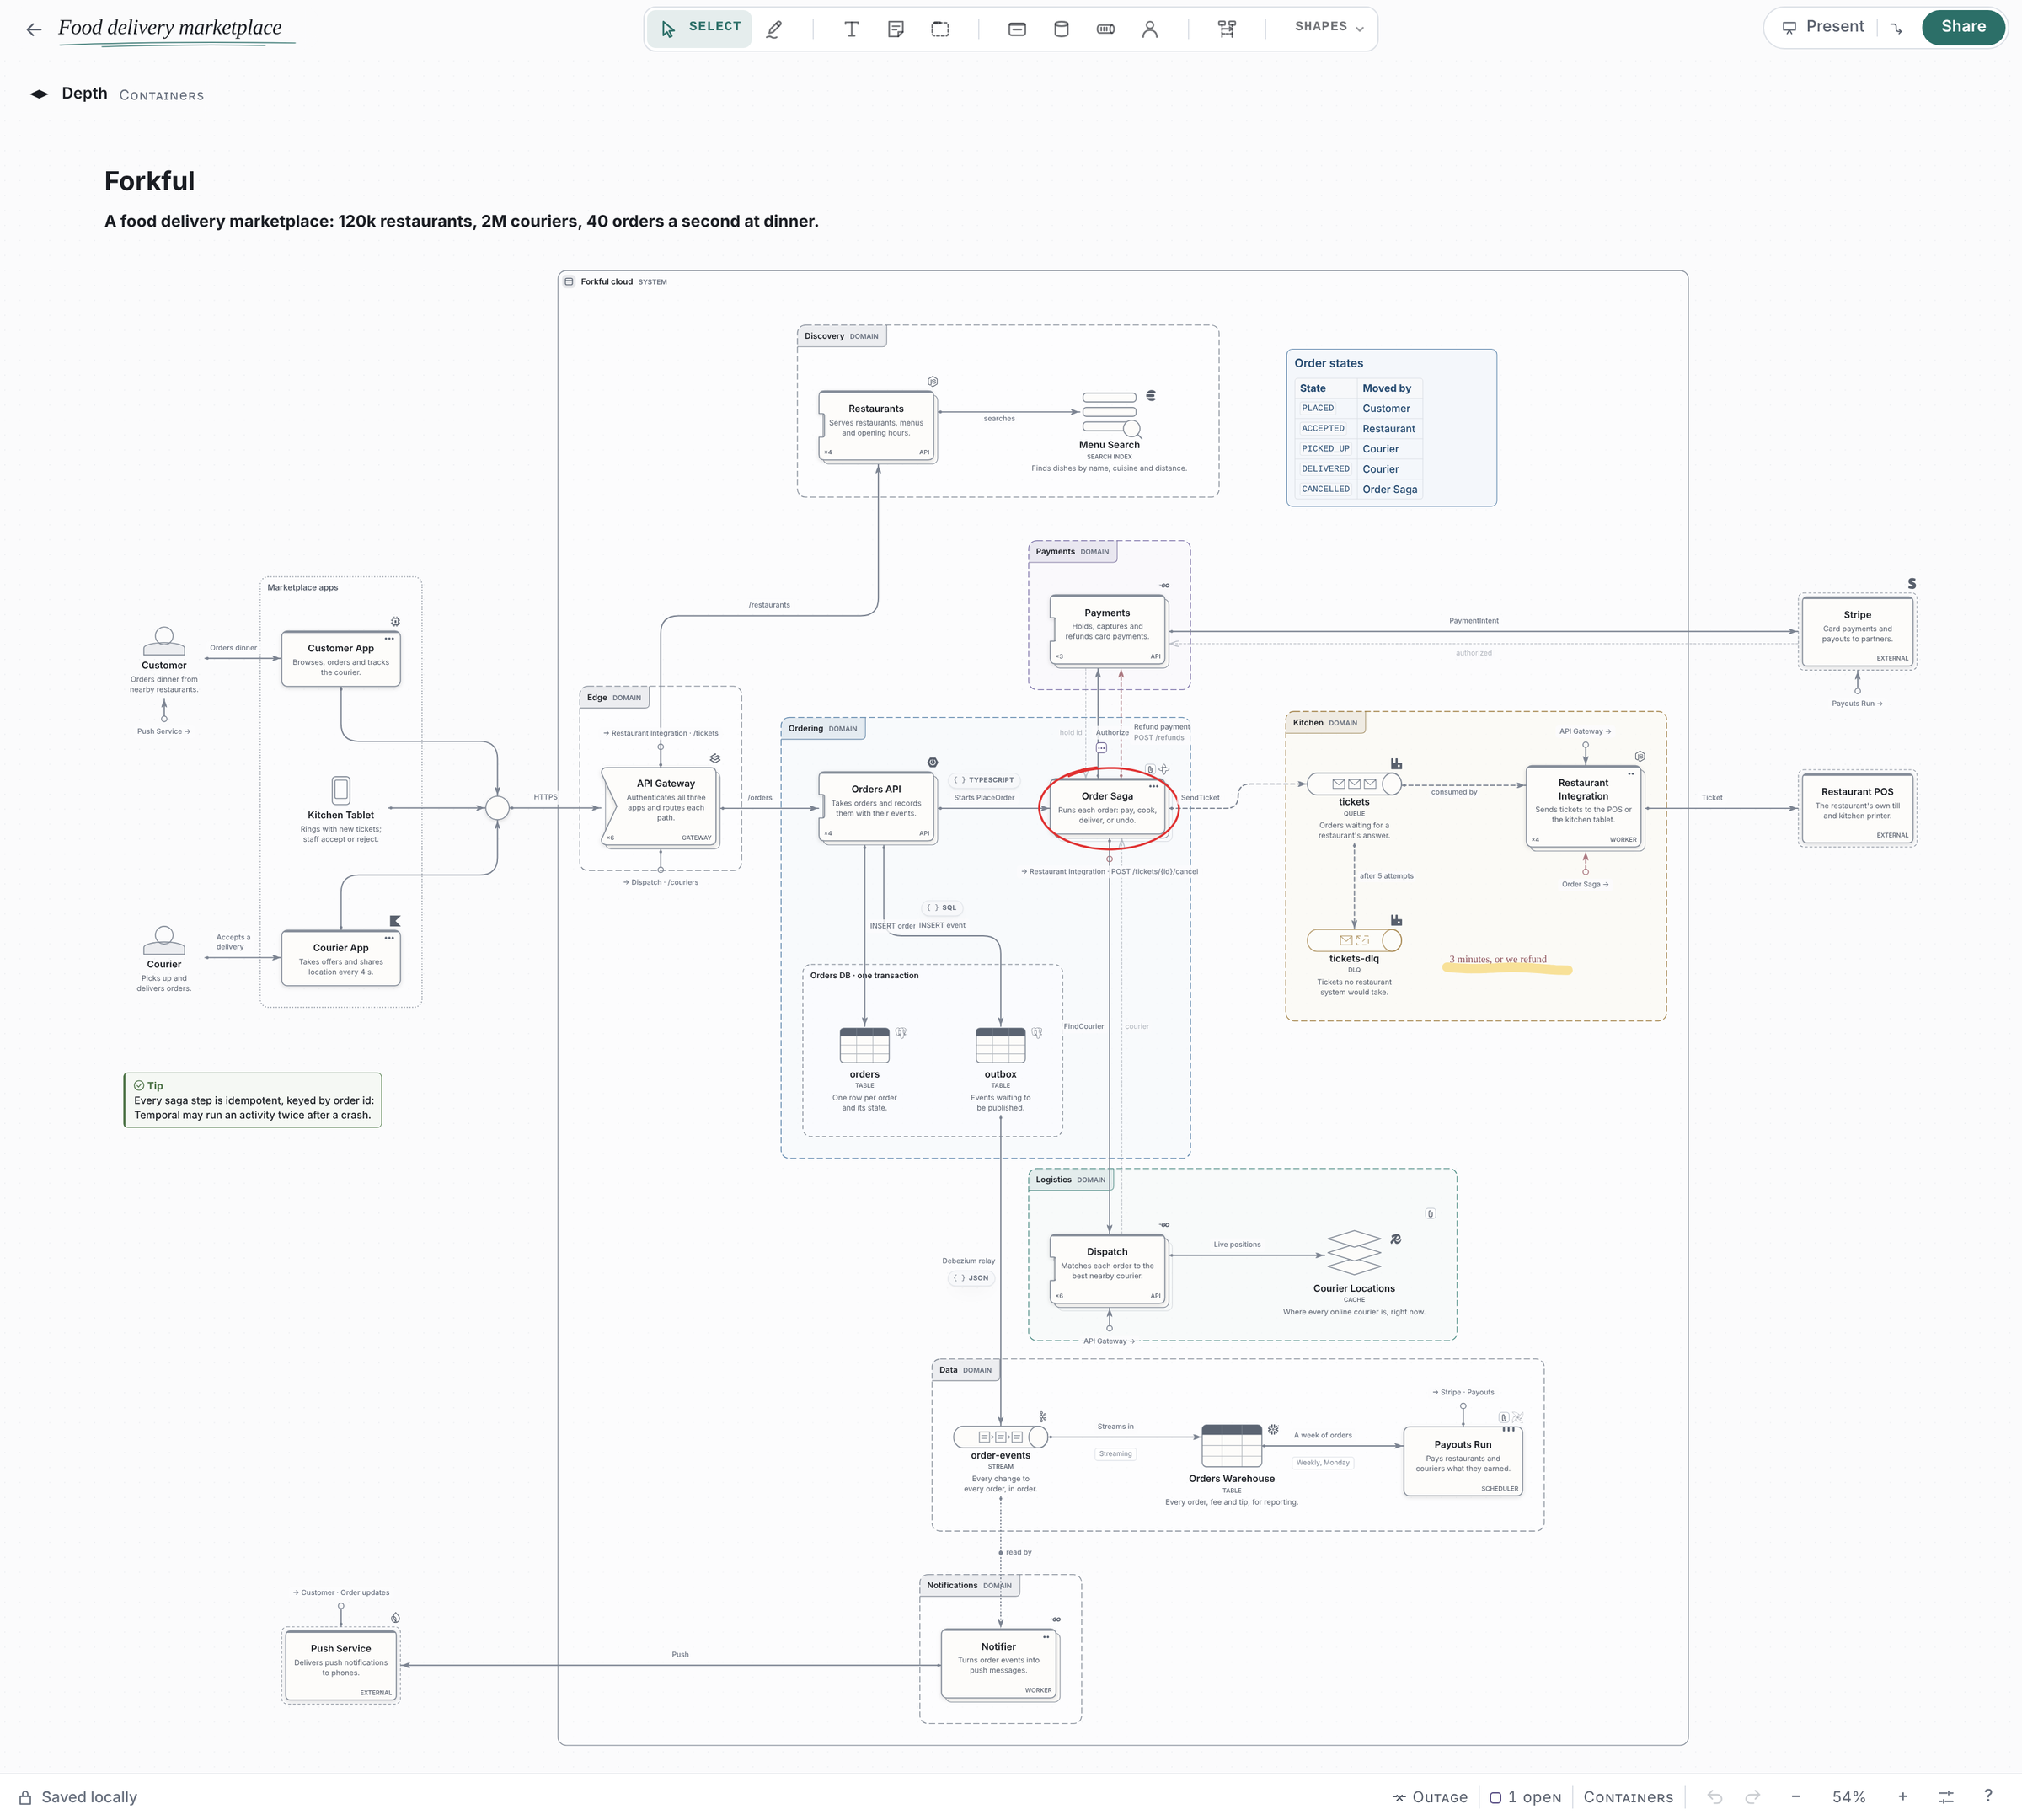 Food delivery marketplace
SELECT
SHAPES
Present
Share
Depth Containers
Forkful
A food delivery marketplace: 120k restaurants, 2M couriers, 40 orders a second at dinner.
Forkful cloud SYSTEM
Discovery DOMAIN
Restaurants
Serves restaurants, menus
and opening hours.
×4 API
searches
Menu Search
SEARCH INDEX
Finds dishes by name, cuisine and distance.
Order states
State Moved by
PLACED Customer
ACCEPTED Restaurant
PICKED_UP Courier
DELIVERED Courier
CANCELLED Order Saga
Payments DOMAIN
Payments
Holds, captures and
refunds card payments.
×3 API
/restaurants
PaymentIntent
authorized
Stripe
Card payments and
payouts to partners.
EXTERNAL
Payouts Run →
Marketplace apps
Customer
Orders dinner from
nearby restaurants.
Push Service →
Orders dinner
Customer App
Browses, orders and tracks
the courier.
Kitchen Tablet
Rings with new tickets;
staff accept or reject.
HTTPS
Courier
Picks up and
delivers orders.
Accepts a
delivery
Courier App
Takes offers and shares
location every 4 s.
Edge DOMAIN
→ Restaurant Integration · /tickets
API Gateway
Authenticates all three
apps and routes each
path.
×6 GATEWAY
→ Dispatch · /couriers
/orders
Ordering DOMAIN
Orders API
Takes orders and records
them with their events.
×4 API
{ } TYPESCRIPT
Starts PlaceOrder
hold id
Authorize
Refund payment
POST /refunds
Order Saga
Runs each order: pay, cook,
deliver, or undo.
→ Restaurant Integration · POST /tickets/{id}/cancel
SendTicket
{ } SQL
INSERT order
INSERT event
Orders DB · one transaction
orders
TABLE
One row per order
and its state.
outbox
TABLE
Events waiting to
be published.
FindCourier
courier
Kitchen DOMAIN
tickets
QUEUE
Orders waiting for a
restaurant's answer.
consumed by
after 5 attempts
tickets-dlq
DLQ
Tickets no restaurant
system would take.
API Gateway →
Restaurant
Integration
Sends tickets to the POS or
the kitchen tablet.
×4 WORKER
Order Saga →
3 minutes, or we refund
Ticket
Restaurant POS
The restaurant's own till
and kitchen printer.
EXTERNAL
Tip
Every saga step is idempotent, keyed by order id:
Temporal may run an activity twice after a crash.
Logistics DOMAIN
Dispatch
Matches each order to the
best nearby courier.
×6 API
API Gateway →
Live positions
Courier Locations
CACHE
Where every online courier is, right now.
Debezium relay
{ } JSON
Data DOMAIN
order-events
STREAM
Every change to
every order, in order.
Streams in
Streaming
Orders Warehouse
TABLE
Every order, fee and tip, for reporting.
A week of orders
Weekly, Monday
→ Stripe · Payouts
Payouts Run
Pays restaurants and
couriers what they earned.
SCHEDULER
read by
Notifications DOMAIN
Notifier
Turns order events into
push messages.
WORKER
Push
→ Customer · Order updates
Push Service
Delivers push notifications
to phones.
EXTERNAL
Saved locally
Outage
1 open
Containers
− 54% + ?